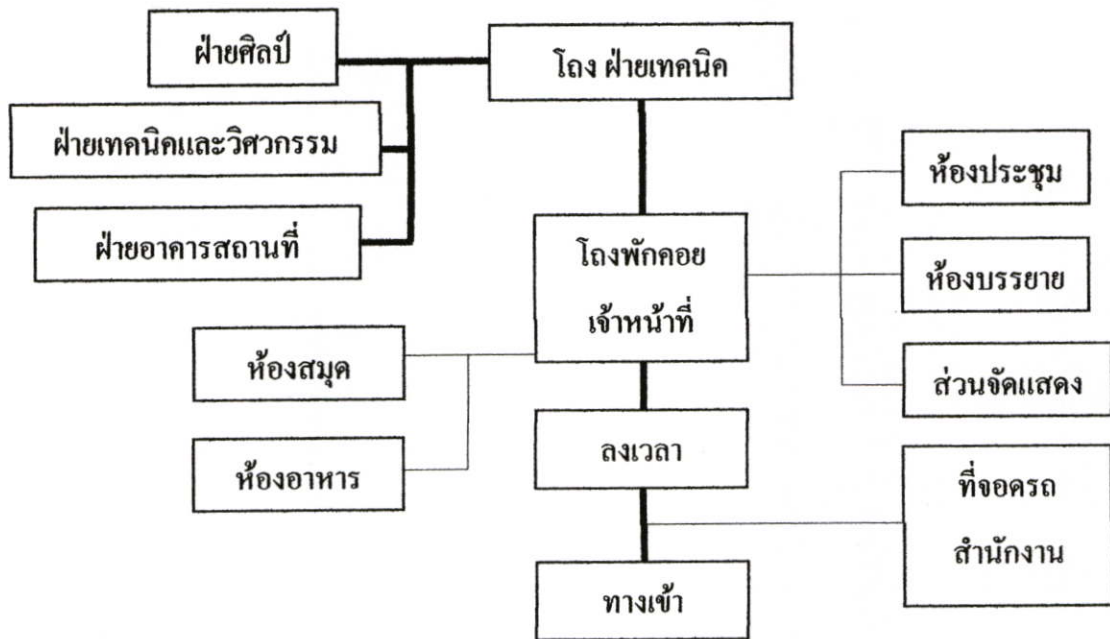 ฝ่ายศิลป์
โถง ฝ่ายเทคนิค
ฝ่ายเทคนิคและวิศวกรรม
ห้องประชุม
ฝ่ายอาคารสถานที่
โถงพักคอย
เจ้าหน้าที่
ห้องบรรยาย
ห้องสมุด
ส่วนจัดแสดง
ลงเวลา
ห้องอาหาร
ที่จอดรถ
สำนักงาน
ทางเข้า